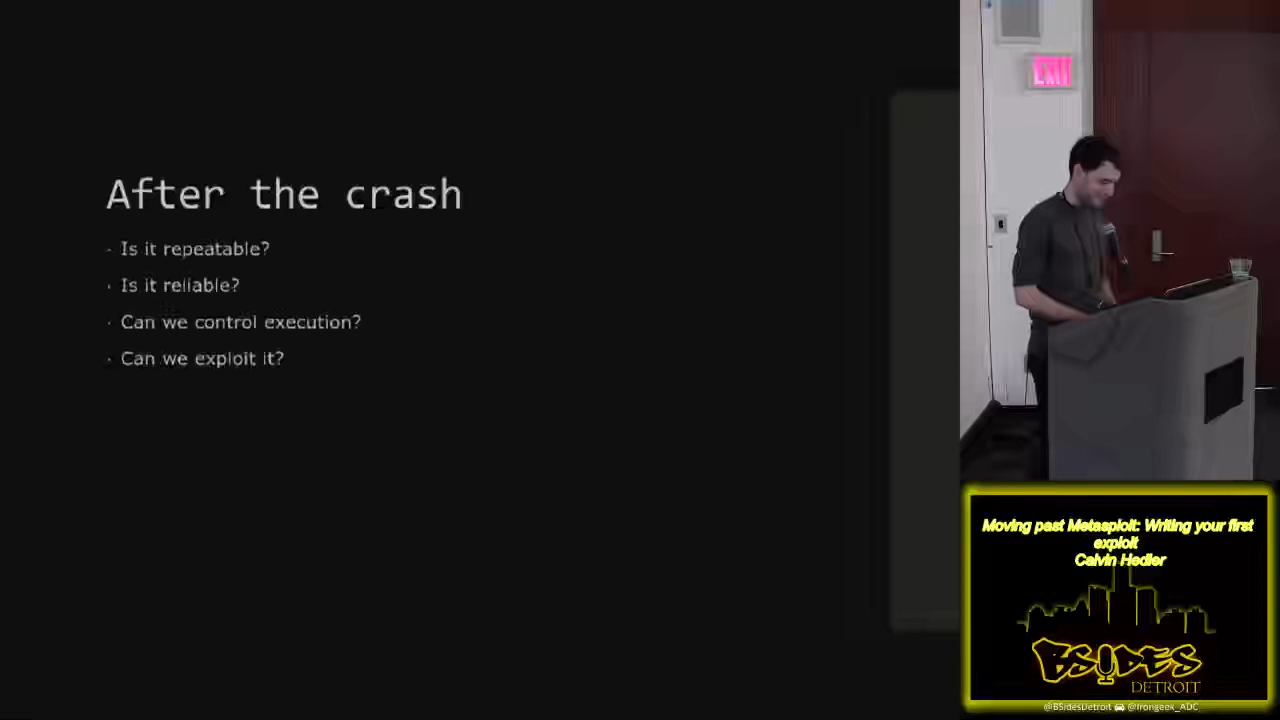 After the crash
- Is it repeatable?
- Is it reliable?
- Can we control execution?
- Can we exploit it?
EXIT
Moving past Metasploit: Writing your first
exploit
Calvin Hedler
BSIDES
DETROIT
@BSidesDetroit @Irongeek_ADC